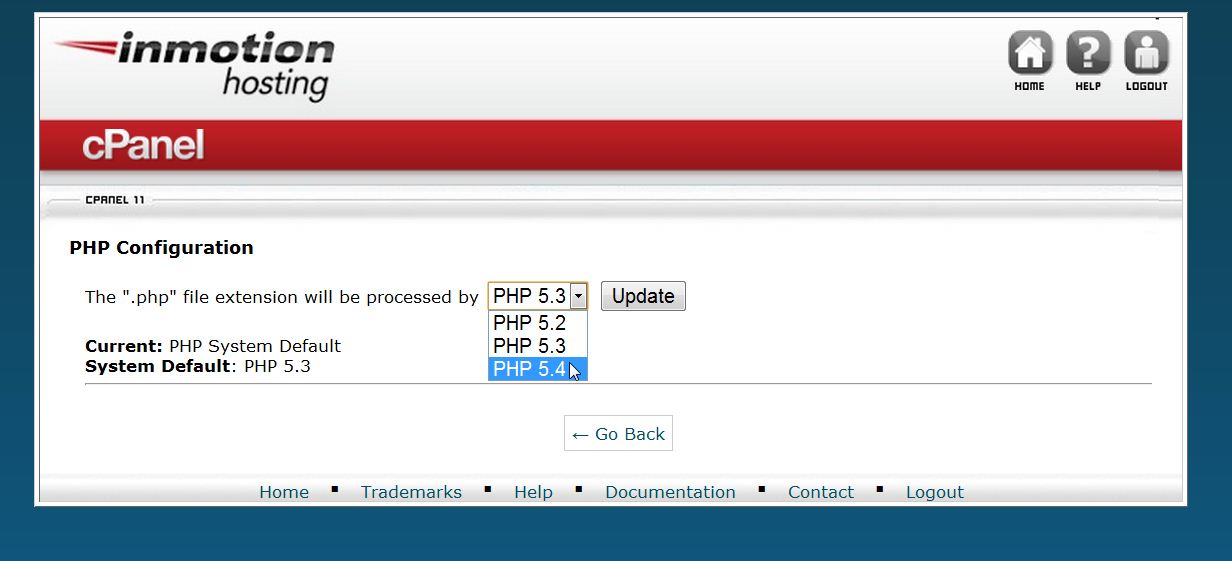 inmotion
hosting
HOME HELP LOGOUT
cPanel
CPANEL 11
PHP Configuration
The ".php" file extension will be processed by PHP 5.3 Update
PHP 5.2
PHP 5.3
PHP 5.4
Current: PHP System Default
System Default: PHP 5.3
← Go Back
Home ▪ Trademarks ▪ Help ▪ Documentation ▪ Contact ▪ Logout